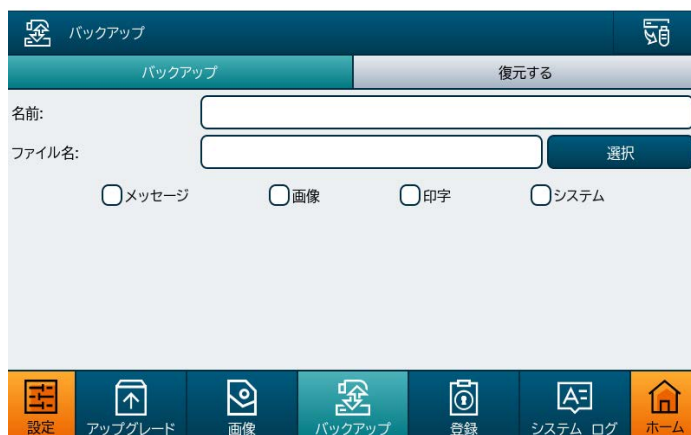 バックアップ
バックアップ 復元する
名前:
ファイル名: 選択
メッセージ 画像 印字 システム
設定 アップグレード 画像 バックアップ 登録 システム ログ ホーム